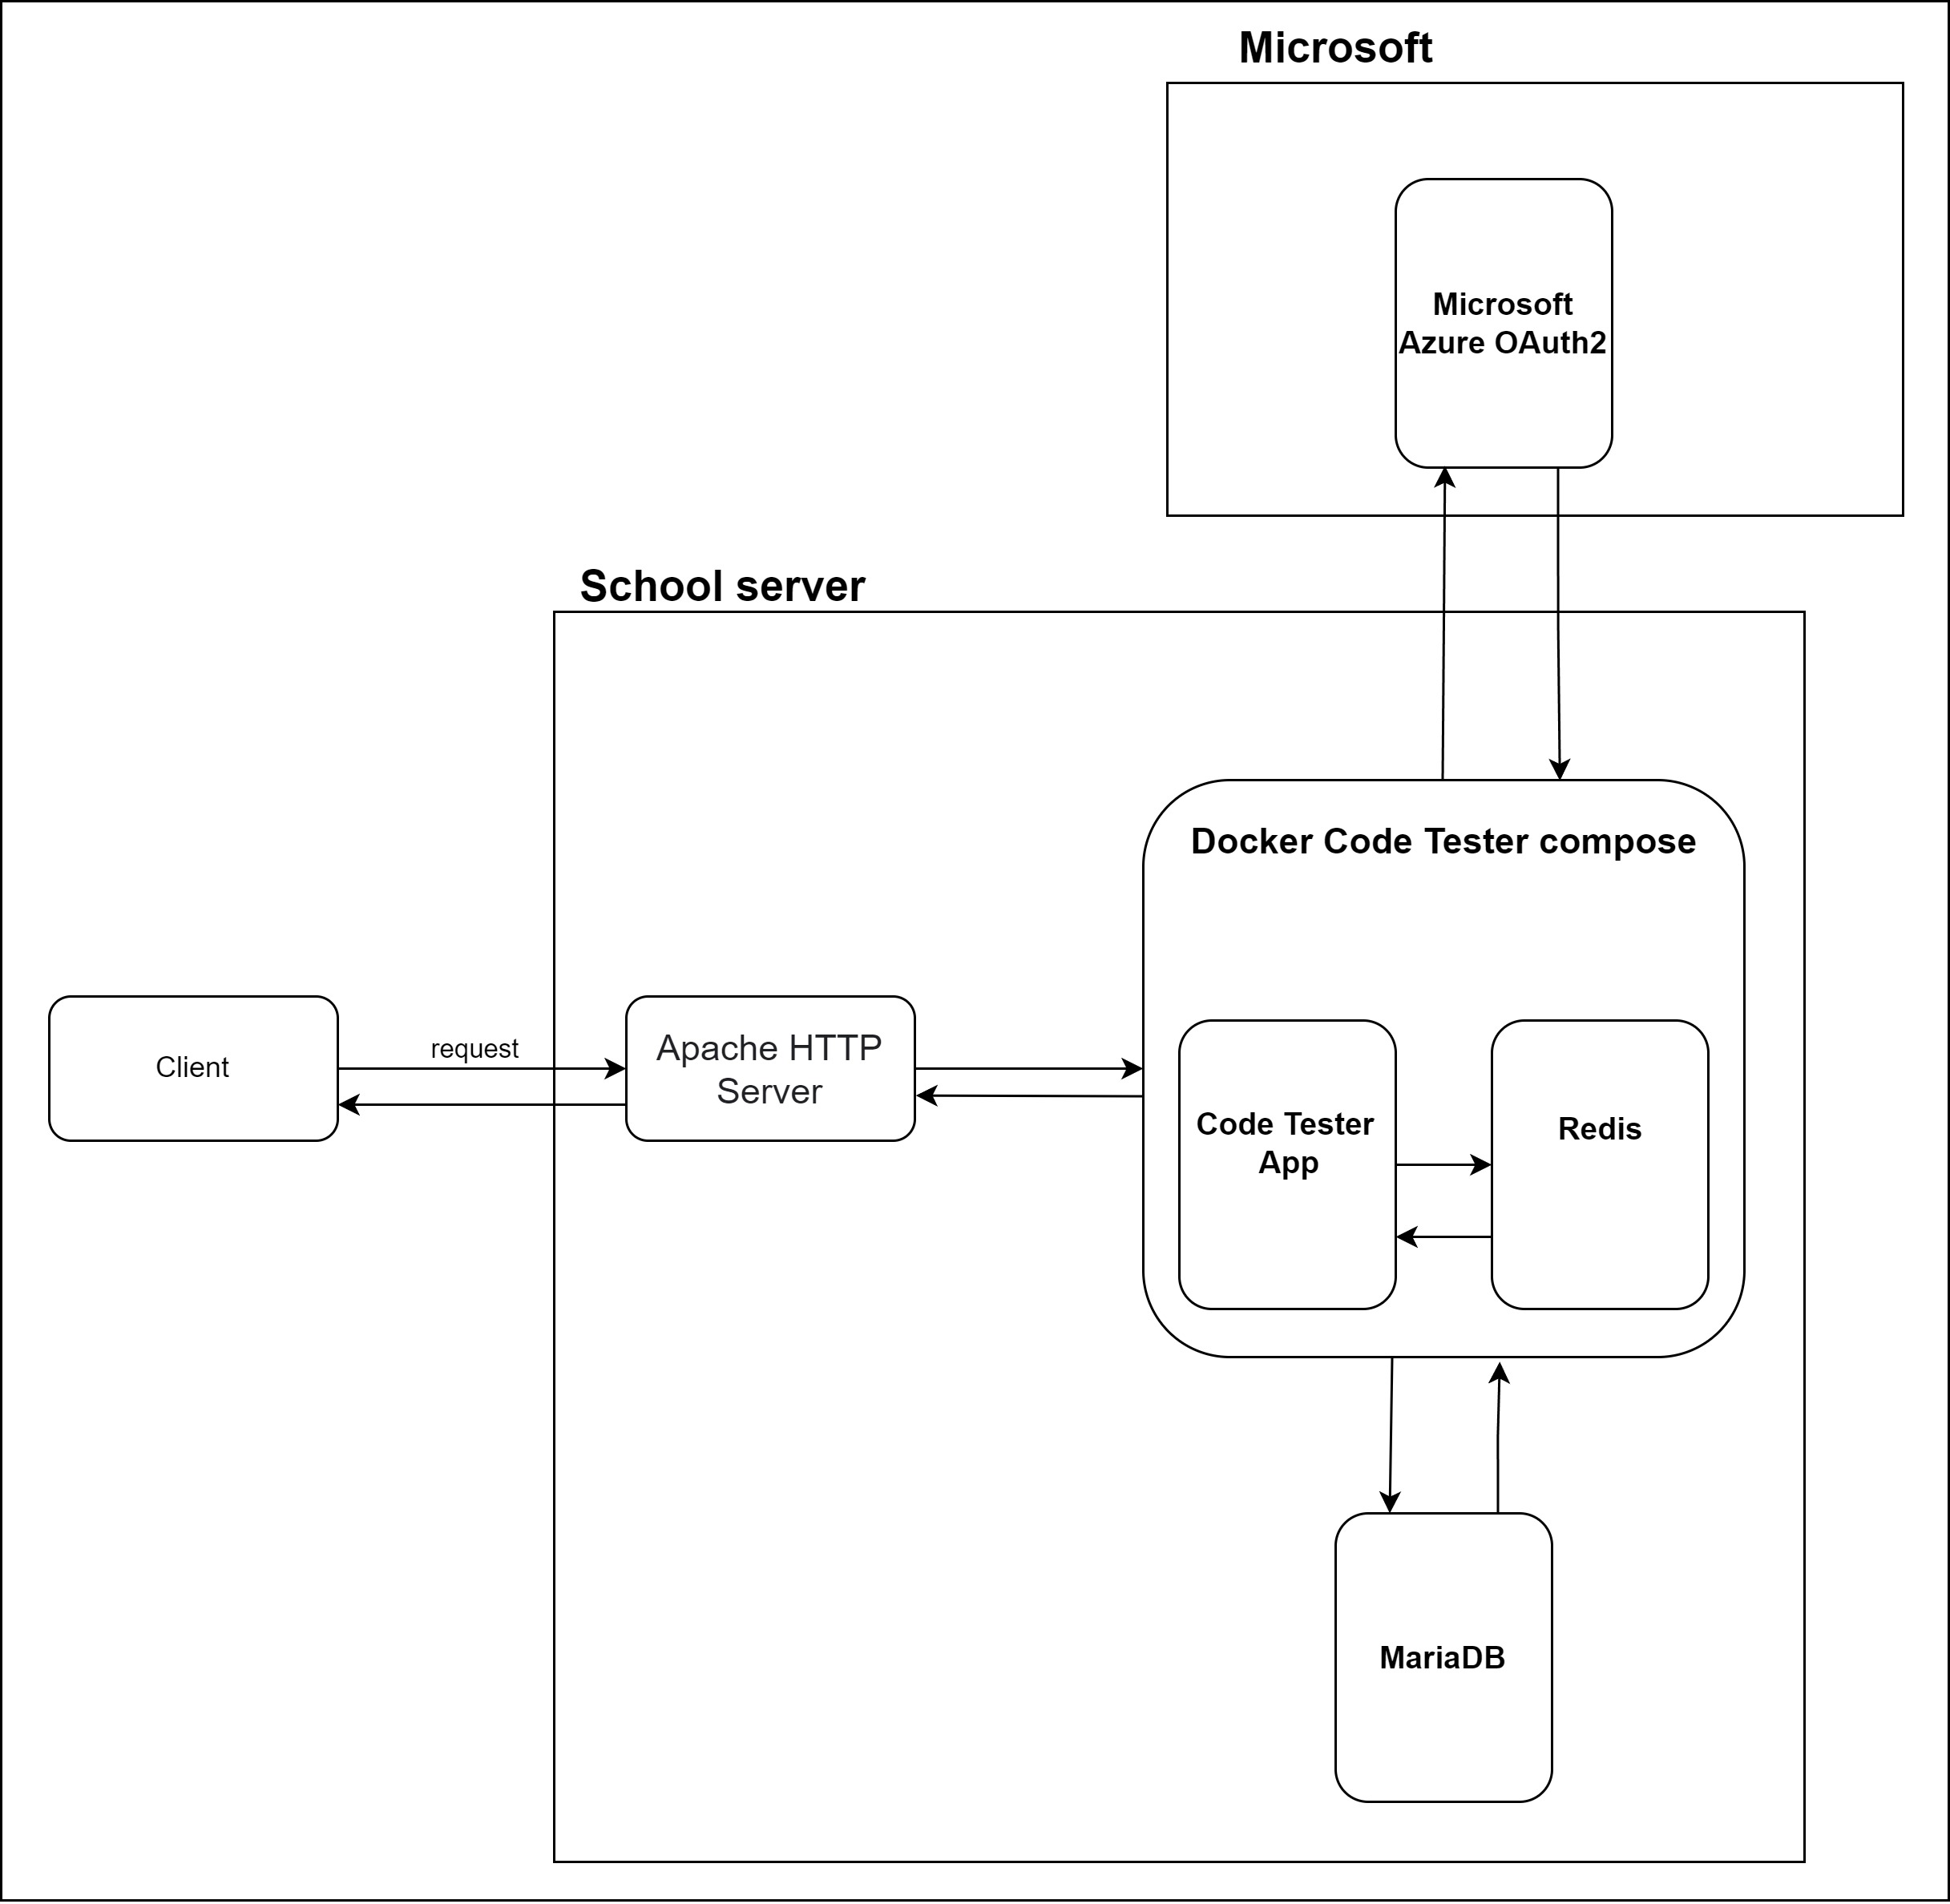 Microsoft
Microsoft
Azure OAuth2
School server
Docker Code Tester compose
Client
request
Apache HTTP
Server
Code Tester
App
Redis
MariaDB